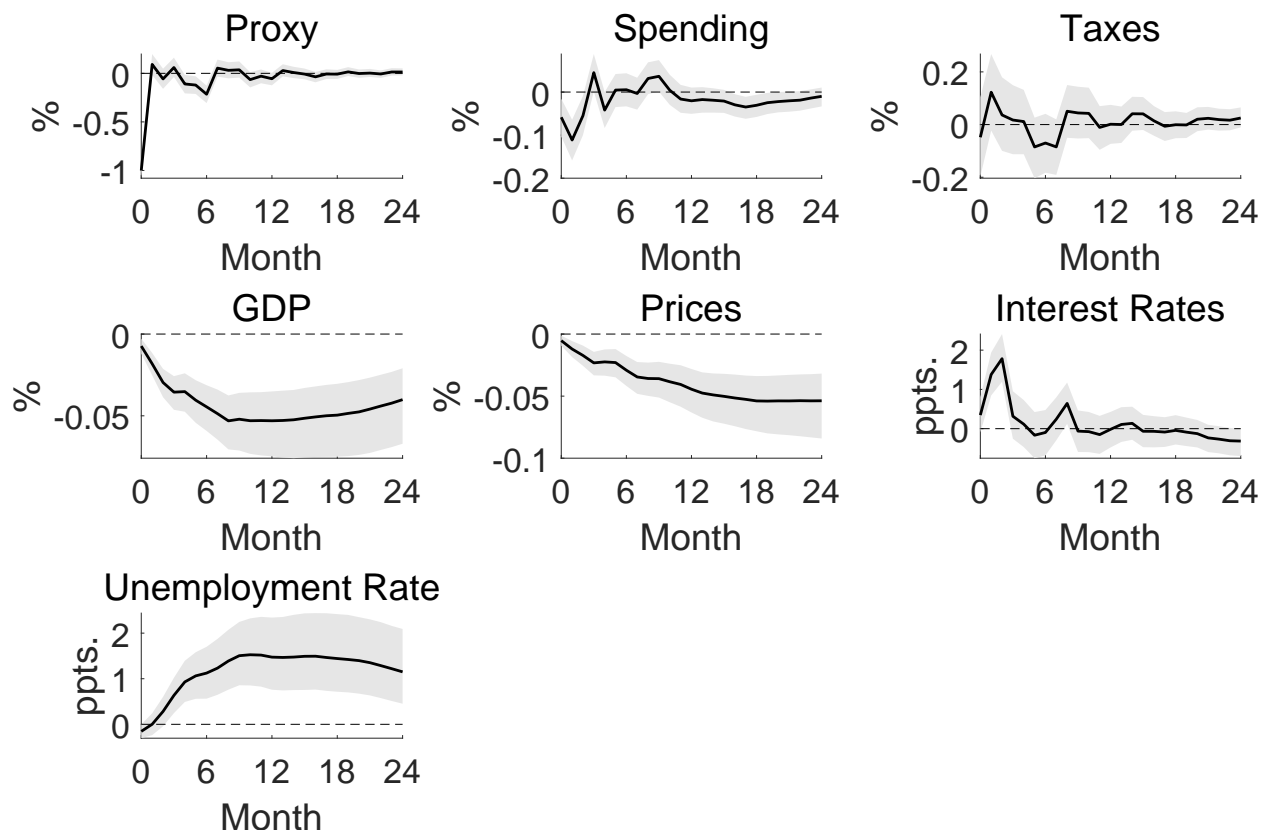 Proxy
%
0
-0.5
-1
0 6 12 18 24
Month
Spending
%
0
-0.1
-0.2
0 6 12 18 24
Month
Taxes
%
0.2
0
-0.2
0 6 12 18 24
Month
GDP
%
0
-0.05
0 6 12 18 24
Month
Prices
%
0
-0.05
-0.1
0 6 12 18 24
Month
Interest Rates
ppts.
2
1
0
0 6 12 18 24
Month
Unemployment Rate
ppts.
2
1
0
0 6 12 18 24
Month